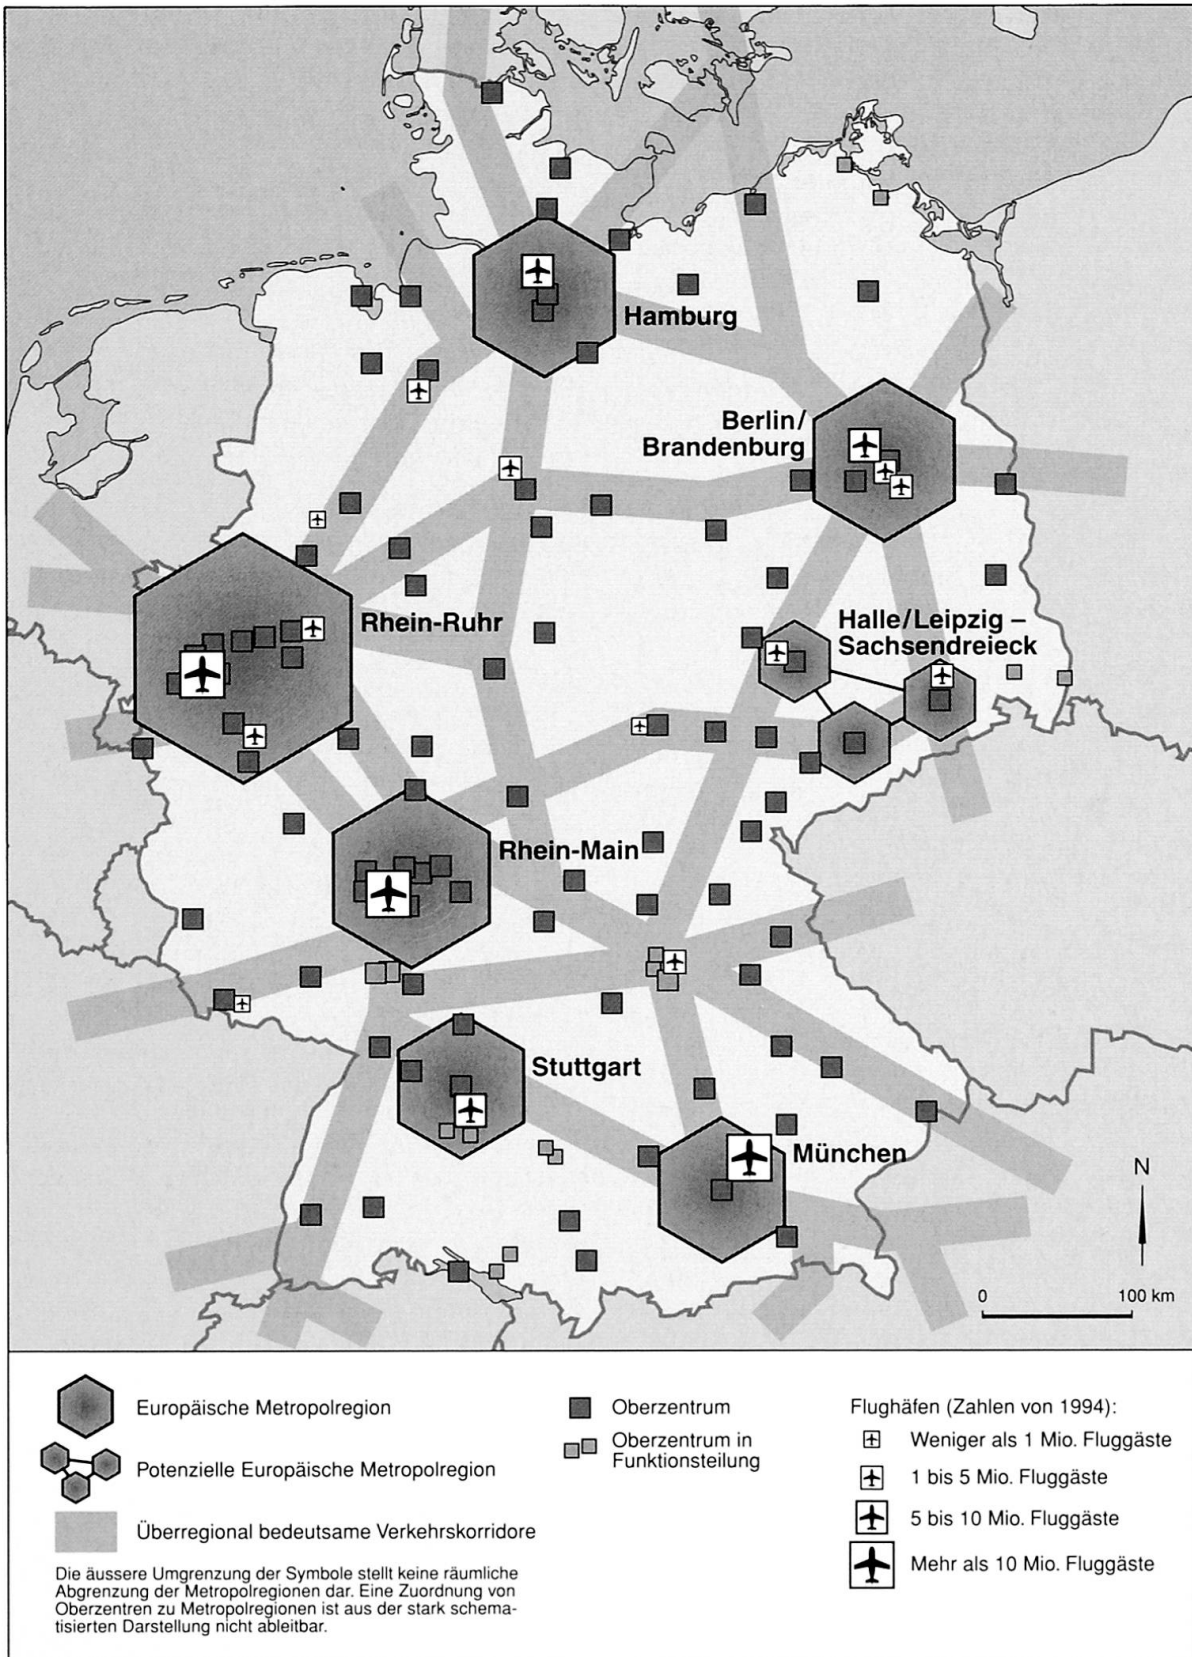 Hamburg
Berlin/
Brandenburg
Rhein-Ruhr
Halle/Leipzig –
Sachsendreieck
Rhein-Main
Stuttgart
München
N
0 100 km
Europäische Metropolregion
Potenzielle Europäische Metropolregion
Überregional bedeutsame Verkehrskorridore
Die äussere Umgrenzung der Symbole stellt keine räumliche
Abgrenzung der Metropolregionen dar. Eine Zuordnung von
Oberzentren zu Metropolregionen ist aus der stark schema-
tisierten Darstellung nicht ableitbar.
Oberzentrum
Oberzentrum in
Funktionsteilung
Flughäfen (Zahlen von 1994):
Weniger als 1 Mio. Fluggäste
1 bis 5 Mio. Fluggäste
5 bis 10 Mio. Fluggäste
Mehr als 10 Mio. Fluggäste